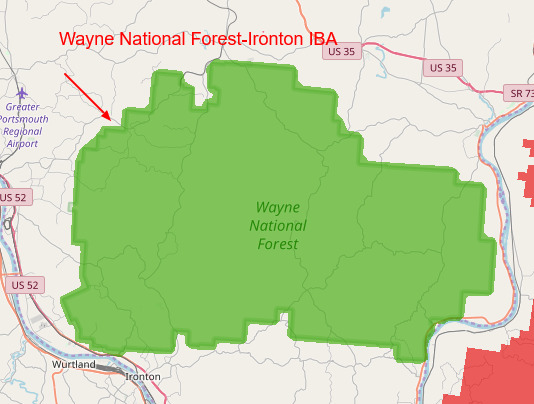 Wayne National Forest-Ironton IBA
US 35
US 35
SR 73
Greater
Portsmouth
Regional
Airport
US 52
Wayne
National
Forest
US 52
Wurtland
Ironton